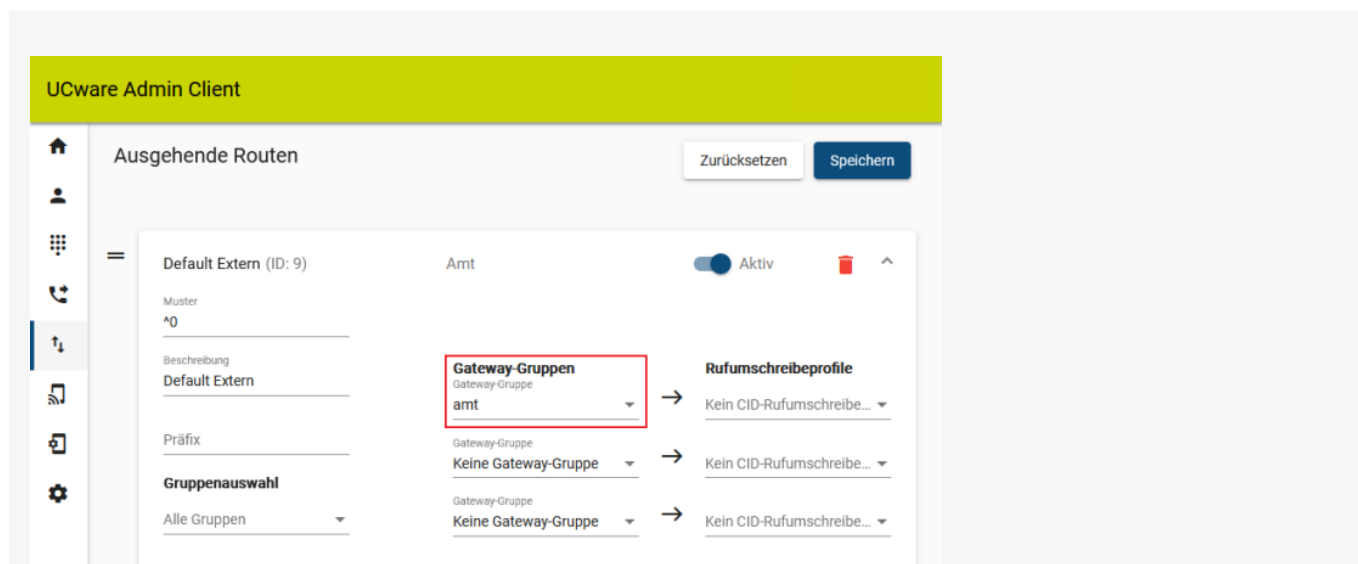 UCware Admin Client
Ausgehende Routen
Zurücksetzen
Speichern
Default Extern (ID: 9)
Amt
Aktiv
Muster
^0
Beschreibung
Default Extern
Gateway-Gruppen
Rufumschreibeprofile
Gateway-Gruppe
amt
Kein CID-Rufumschreibe...
Präfix
Gateway-Gruppe
Keine Gateway-Gruppe
Kein CID-Rufumschreibe...
Gruppenauswahl
Alle Gruppen
Gateway-Gruppe
Keine Gateway-Gruppe
Kein CID-Rufumschreibe...